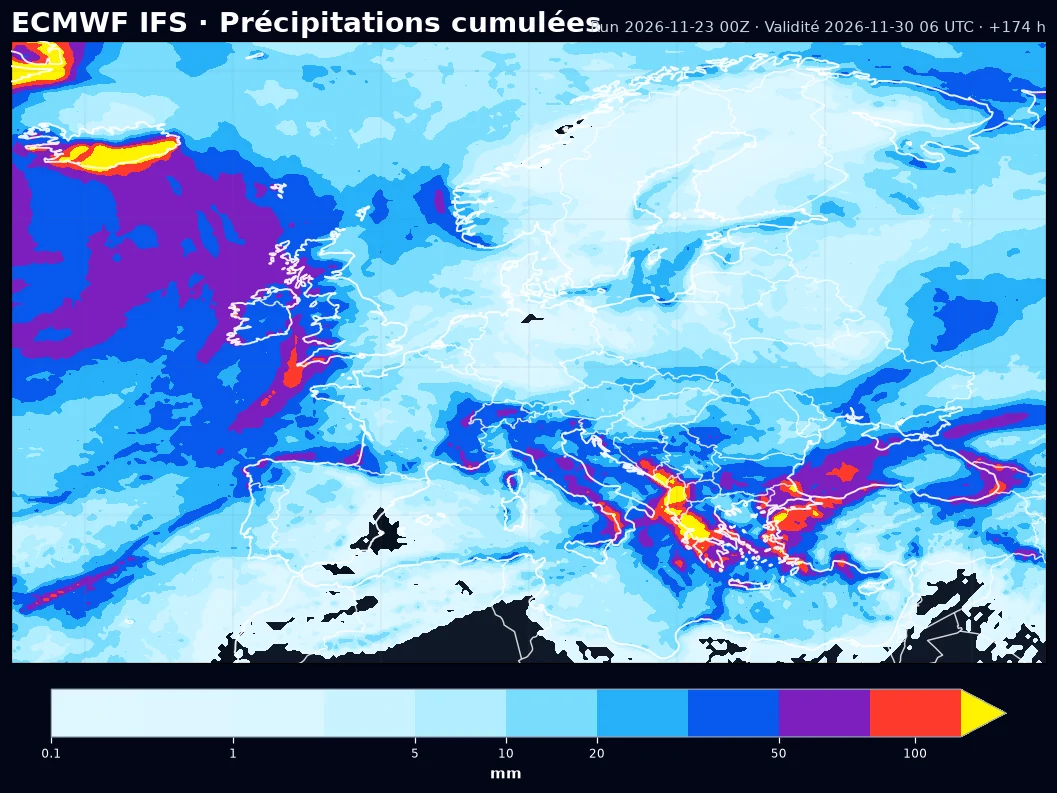 ECMWF IFS · Précipitations cumulées
Run 2026-11-23 00Z · Validité 2026-11-30 06 UTC · +174 h
0.1 1 5 10 20 50 100
mm